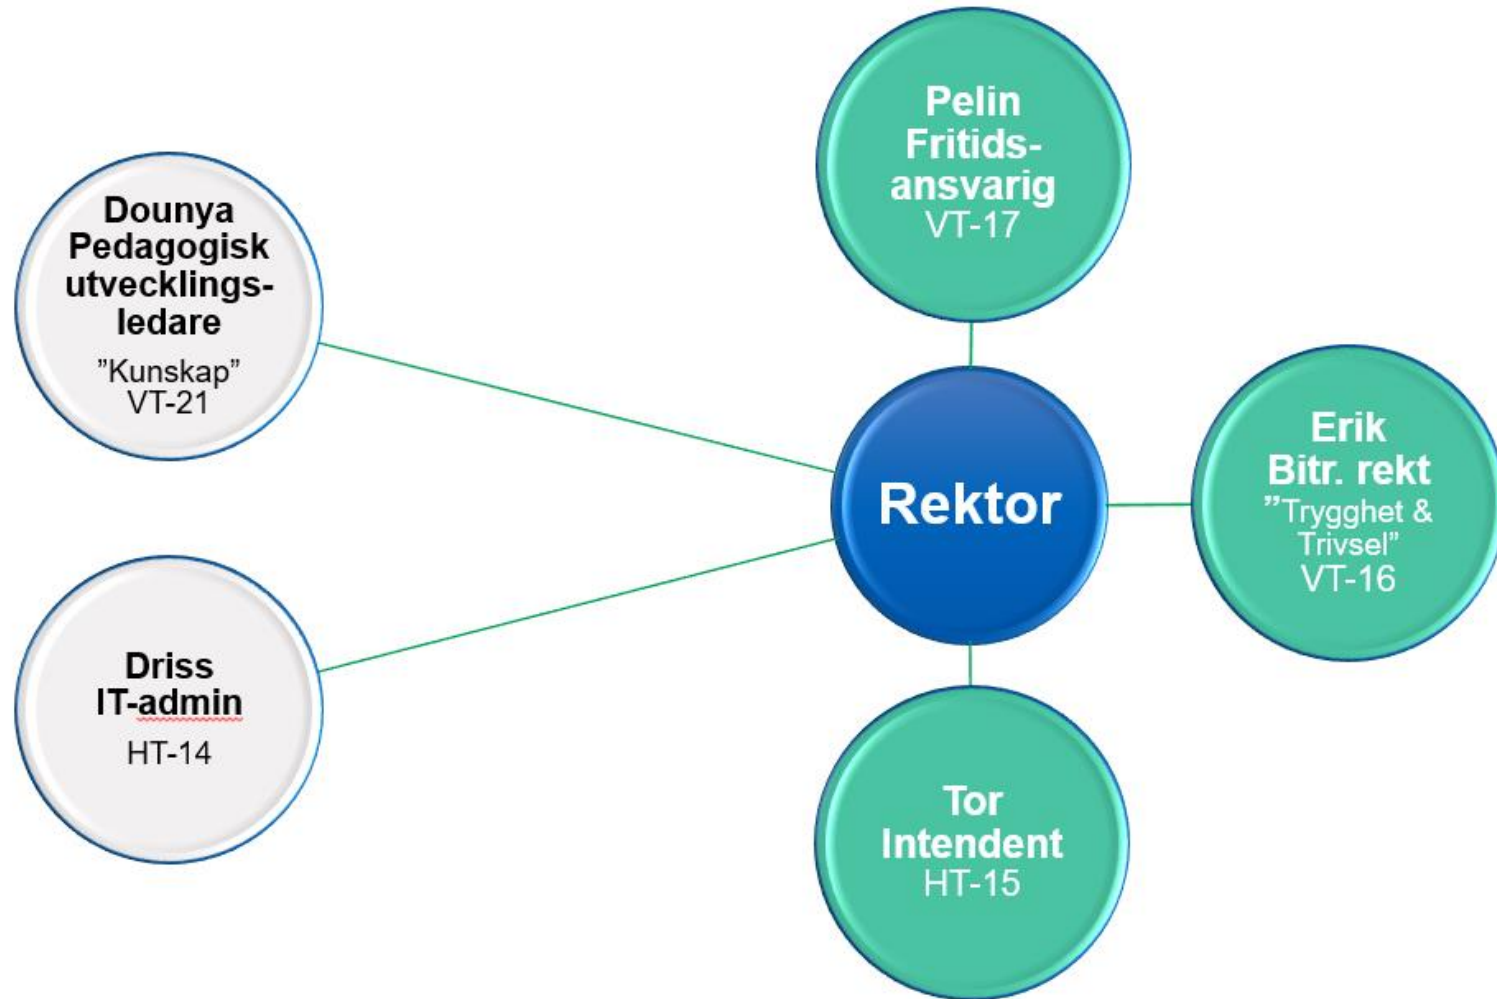 Pelin
Fritids-
ansvarig
VT-17
Dounya
Pedagogisk
utvecklings-
ledare
”Kunskap”
VT-21
Rektor
Erik
Bitr. rekt
”Trygghet &
Trivsel”
VT-16
Driss
IT-admin
HT-14
Tor
Intendent
HT-15